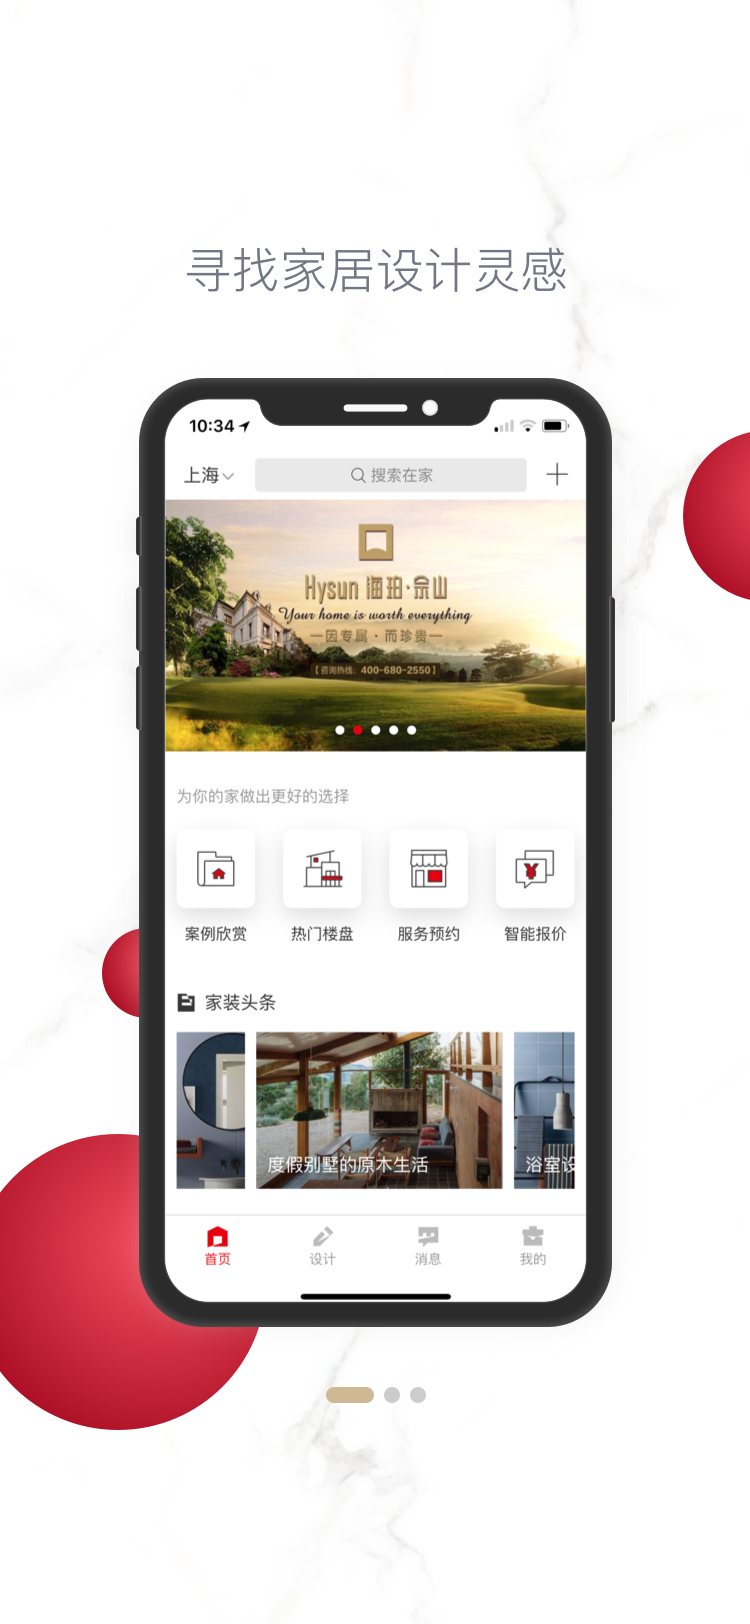 寻找家居设计灵感
10:34
上海
搜索在家
Hysun 海珀·佘山
Your home is worth everything
—因专属·而珍贵—
【咨询热线：400-680-2550】
为你的家做出更好的选择
案例欣赏 热门楼盘 服务预约 智能报价
家装头条
度假别墅的原木生活
浴室设
首页 设计 消息 我的